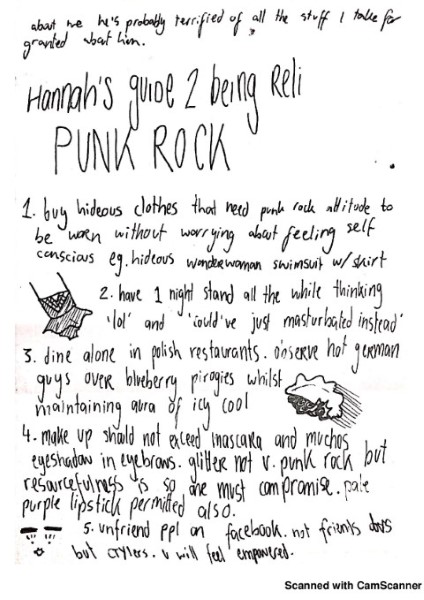 about me he's probably terrified of all the stuff I take for
granted about him.
Hannah's guide 2 being Reli
PUNK ROCK
1. buy hideous clothes that need punk rock attitude to
be worn without worrying about feeling self
conscious eg. hideous wonderwoman swimsuit w/ skirt
2. have 1 night stand all the while thinking
'lol' and 'could've just masturbated instead'
3. dine alone in polish restaurants. observe hot german
guys over blueberry pirogies whilst
maintaining aura of icy cool
4. make up should not exceed mascara and muchos
eyeshadow in eyebrows. glitter not v. punk rock but
resourcefulness is so one must compromise. pale
purple lipstick permitted also.
5. unfriend ppl on facebook. not friends
but. u will feel empowered.
Scanned with CamScanner